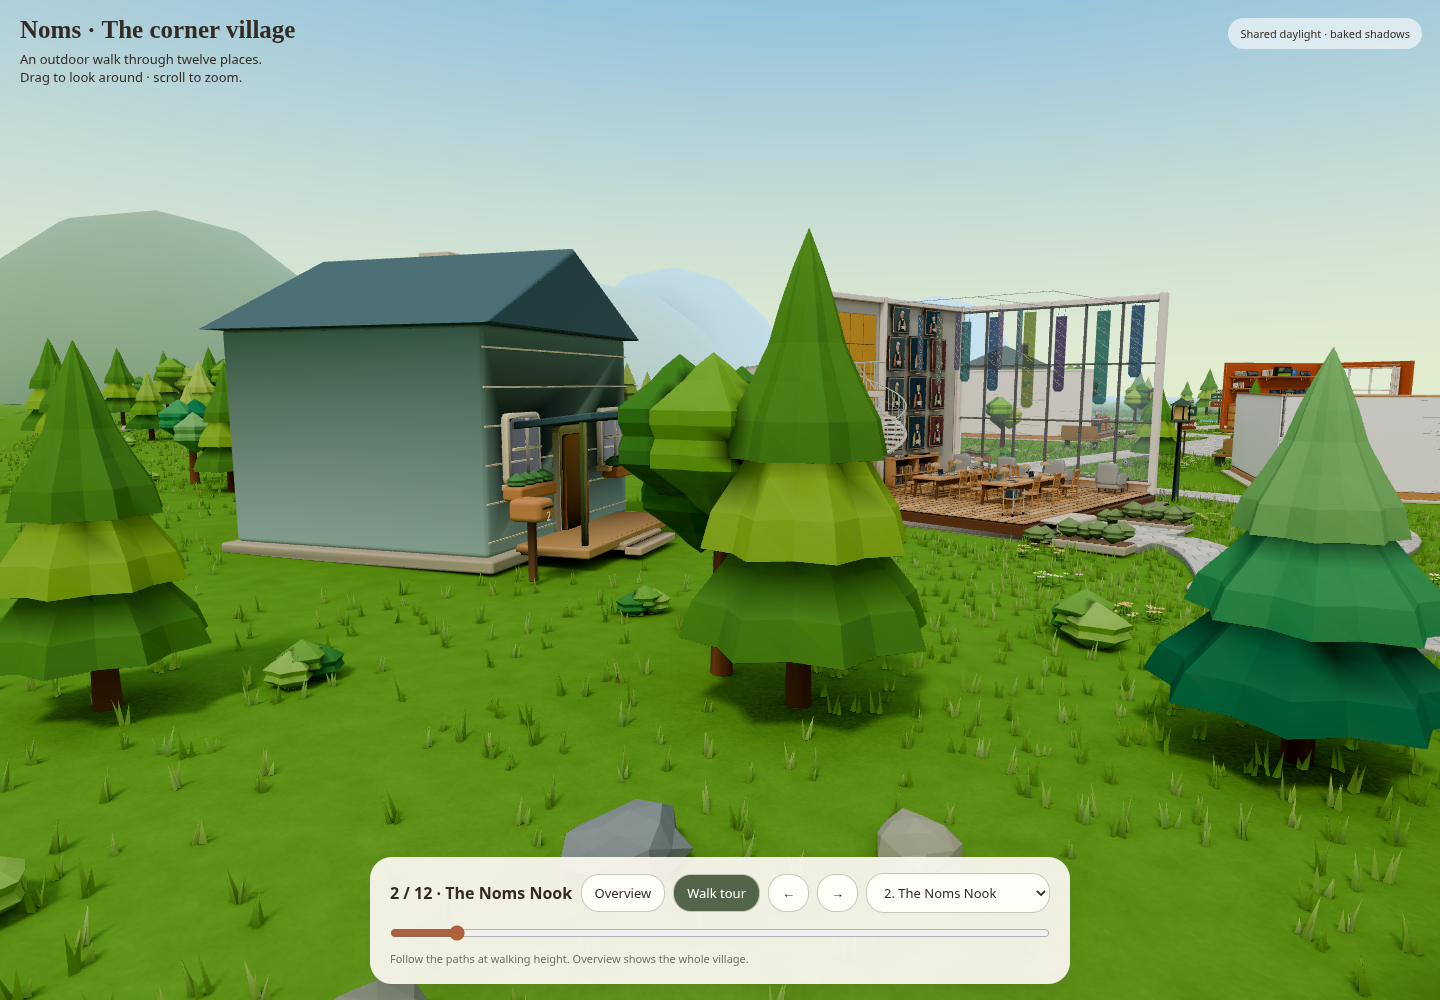 Noms · The corner village
An outdoor walk through twelve places.
Drag to look around · scroll to zoom.
Shared daylight · baked shadows
2
2 / 12 · The Noms Nook
Overview
Walk tour
←
→
2. The Noms Nook
Follow the paths at walking height. Overview shows the whole village.